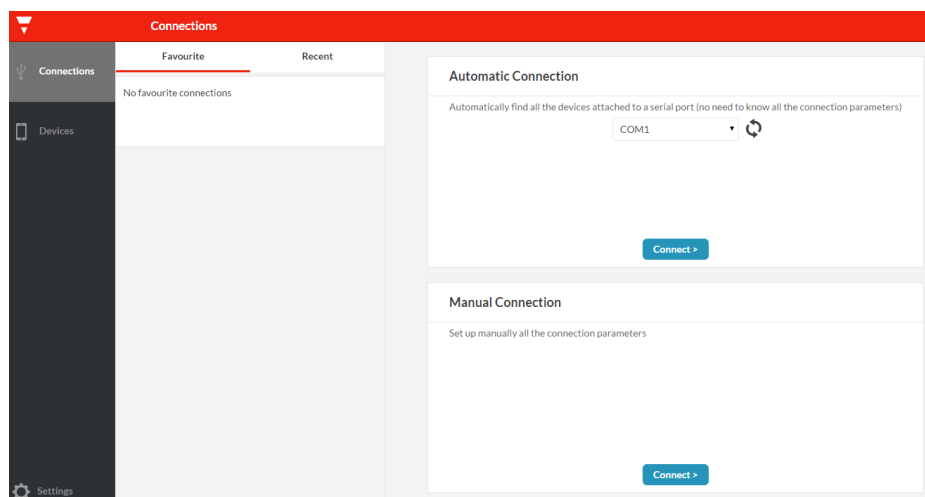 Connections
Connections
Devices
Settings
Favourite
Recent
No favourite connections
Automatic Connection
Automatically find all the devices attached to a serial port (no need to know all the connection parameters)
COM1
Connect >
Manual Connection
Set up manually all the connection parameters
Connect >